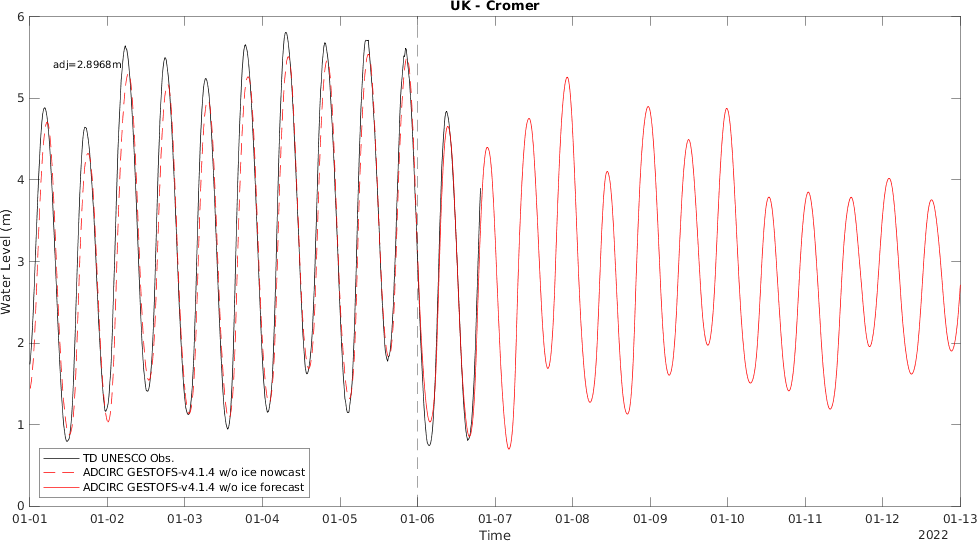 UK - Cromer
6
adj=2.8968m
5
4
3
2
1
0
Water Level (m)
TD UNESCO Obs.
ADCIRC GESTOFS-v4.1.4 w/o ice nowcast
ADCIRC GESTOFS-v4.1.4 w/o ice forecast
01-01 01-02 01-03 01-04 01-05 01-06 01-07 01-08 01-09 01-10 01-11 01-12 01-13
Time
2022